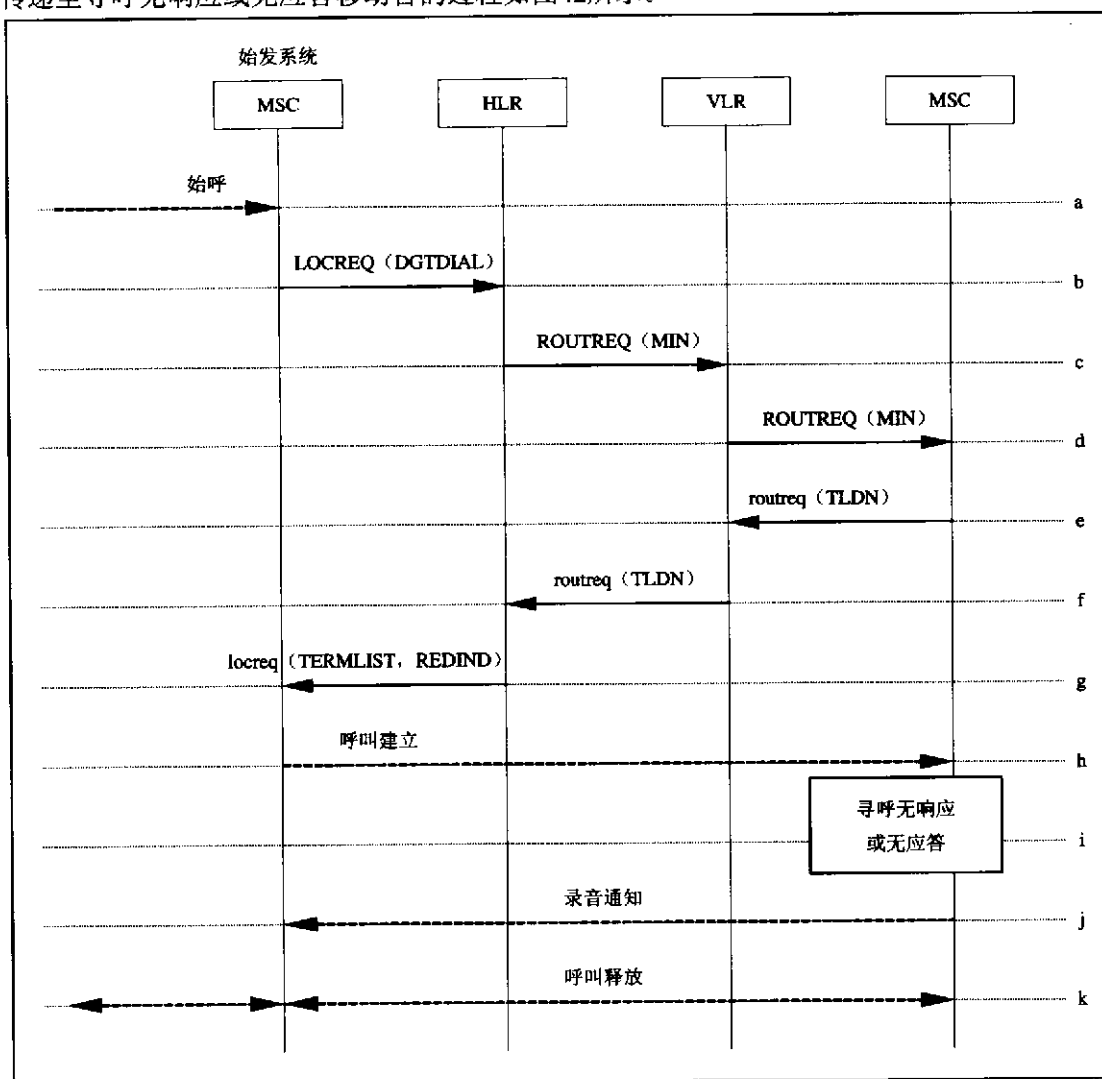 始发系统
MSC
HLR
VLR
MSC
始呼
a
LOCREQ（DGTDIAL）
b
ROUTREQ（MIN）
c
ROUTREQ（MIN）
d
routreq（TLDN）
e
routreq（TLDN）
f
locreq（TERMLIST，REDIND）
g
呼叫建立
h
寻呼无响应
或无应答
i
录音通知
j
呼叫释放
k